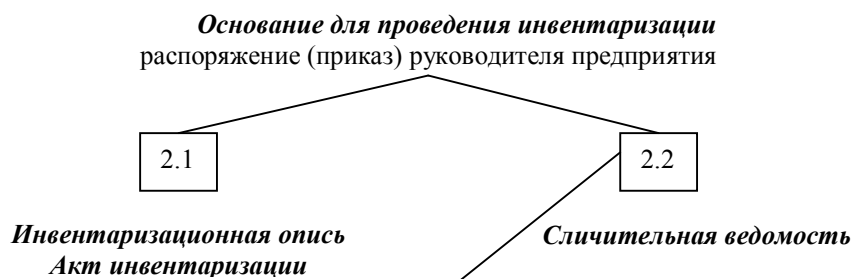 Основание для проведения инвентаризации
распоряжение (приказ) руководителя предприятия
2.1
2.2
Инвентаризационная опись
Акт инвентаризации
Сличительная ведомость